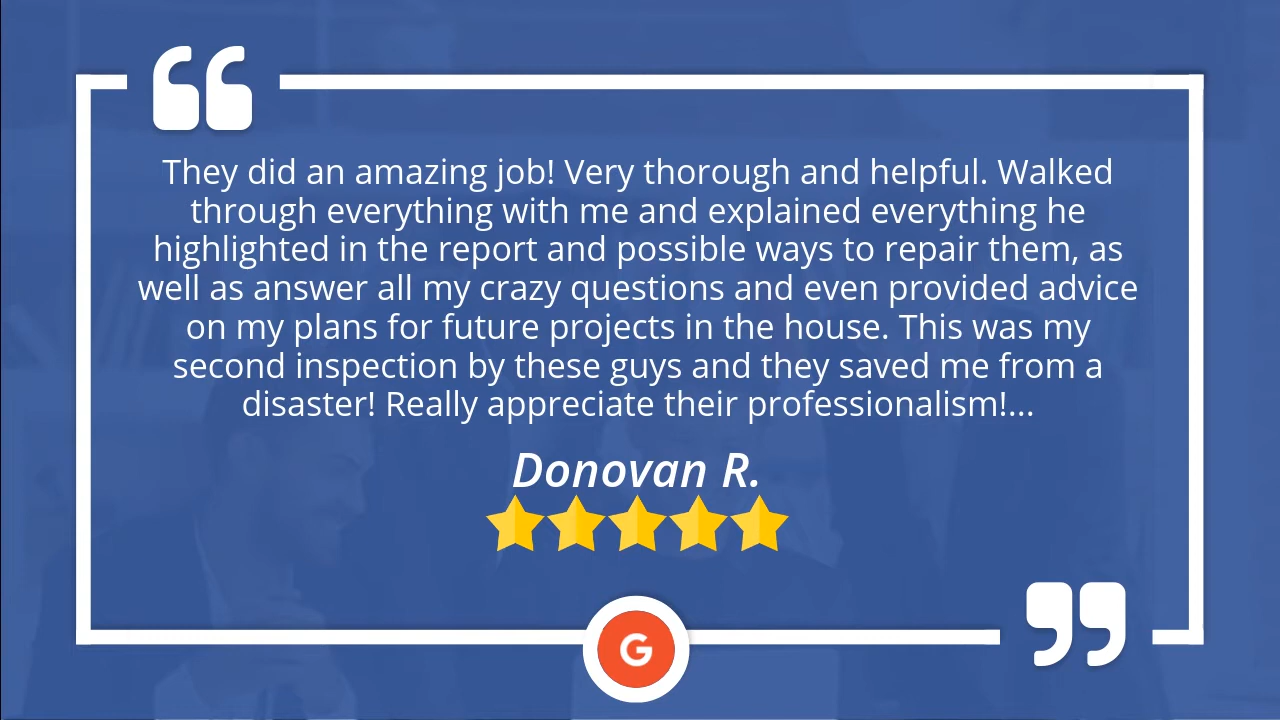 They did an amazing job! Very thorough and helpful. Walked
through everything with me and explained everything he
highlighted in the report and possible ways to repair them, as
well as answer all my crazy questions and even provided advice
on my plans for future projects in the house. This was my
second inspection by these guys and they saved me from a
disaster! Really appreciate their professionalism!...
Donovan R.
G